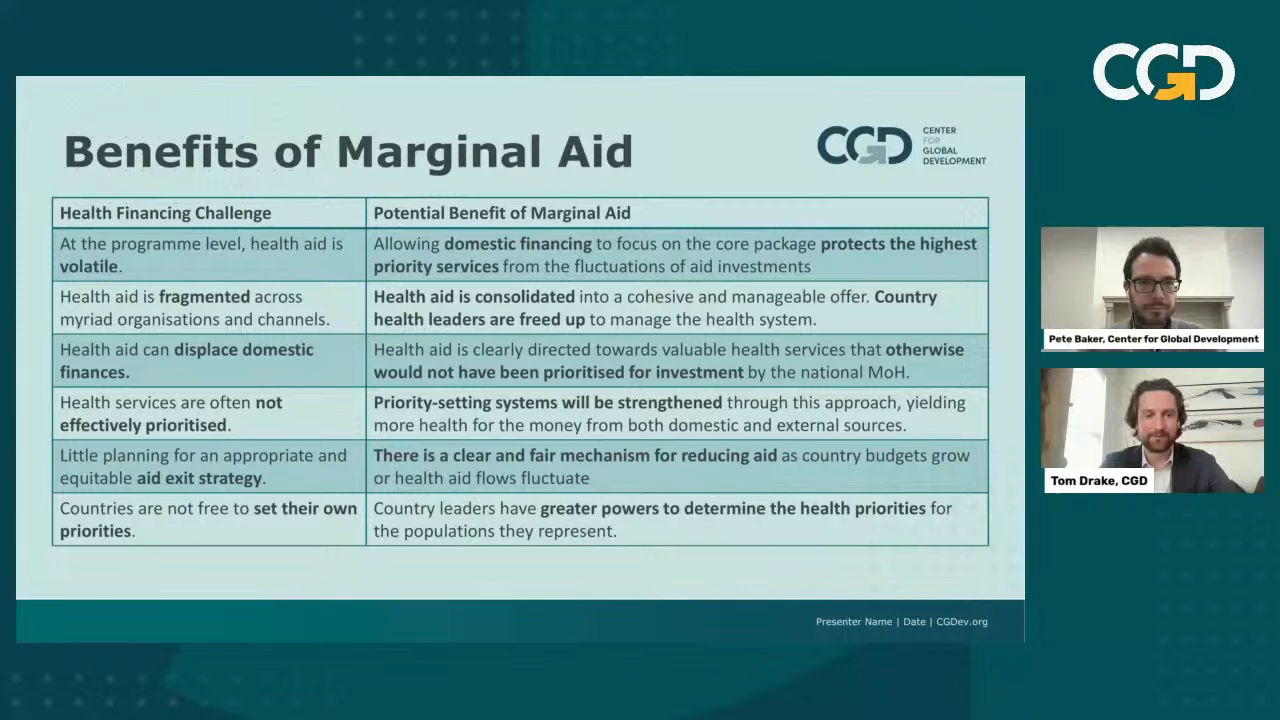 CGD
Benefits of Marginal Aid
CGD
CENTER
FOR
GLOBAL
DEVELOPMENT
Health Financing Challenge
Potential Benefit of Marginal Aid
At the programme level, health aid is
volatile.
Allowing domestic financing to focus on the core package protects the highest
priority services from the fluctuations of aid investments
Health aid is fragmented across
myriad organisations and channels.
Health aid is consolidated into a cohesive and manageable offer. Country
health leaders are freed up to manage the health system.
Health aid can displace domestic
finances.
Health aid is clearly directed towards valuable health services that otherwise
would not have been prioritised for investment by the national MoH.
Health services are often not
effectively prioritised.
Priority-setting systems will be strengthened through this approach, yielding
more health for the money from both domestic and external sources.
Little planning for an appropriate and
equitable aid exit strategy.
There is a clear and fair mechanism for reducing aid as country budgets grow
or health aid flows fluctuate
Countries are not free to set their own
priorities.
Country leaders have greater powers to determine the health priorities for
the populations they represent.
Presenter Name | Date | CGDev.org
Pete Baker, Center for Global Development
Tom Drake, CGD